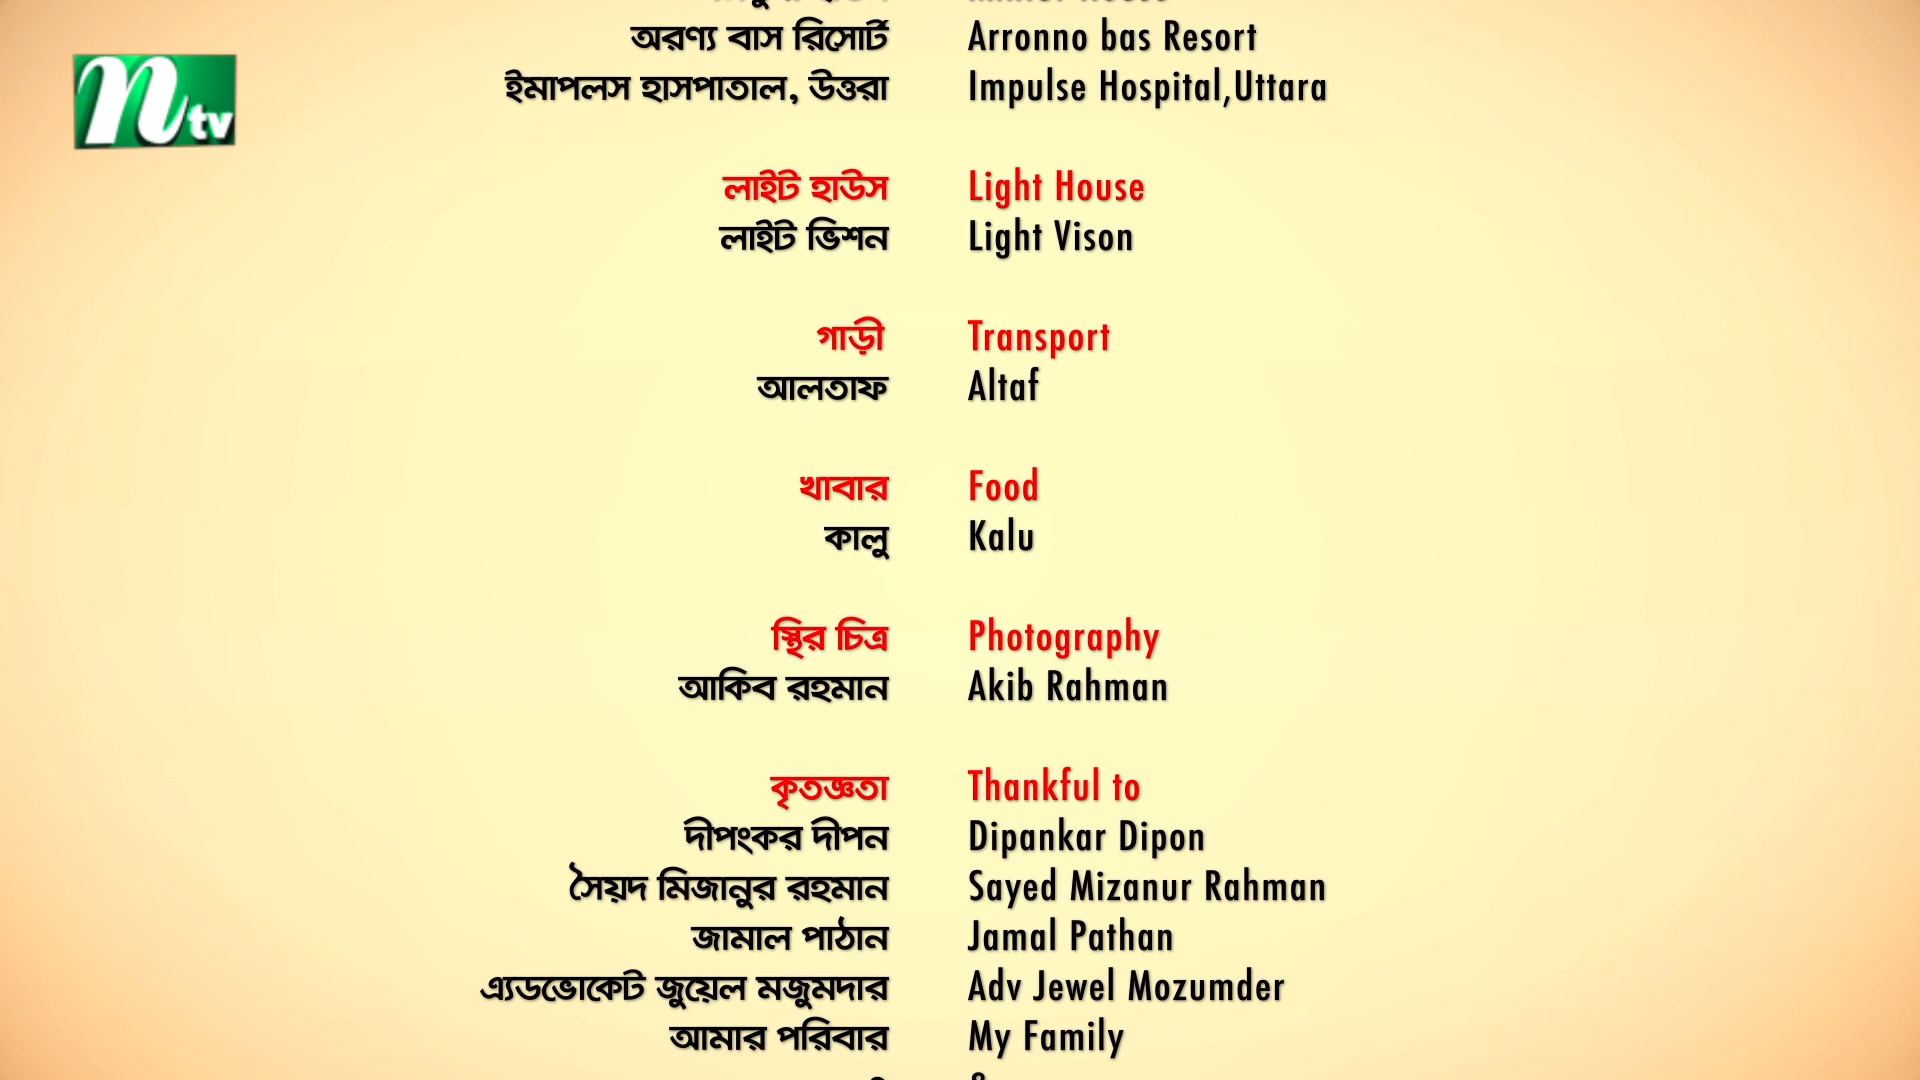 ntv
অরণ্য বাস রিসোর্ট Arronno bas Resort
ইমাপলস হাসপাতাল, উত্তরা Impulse Hospital,Uttara
লাইট হাউস Light House
লাইট ভিশন Light Vison
গাড়ী Transport
আলতাফ Altaf
খাবার Food
কালু Kalu
স্থির চিত্র Photography
আকিব রহমান Akib Rahman
কৃতজ্ঞতা Thankful to
দীপংকর দীপন Dipankar Dipon
সৈয়দ মিজানুর রহমান Sayed Mizanur Rahman
জামাল পাঠান Jamal Pathan
এ্যডভোকেট জুয়েল মজুমদার Adv Jewel Mozumder
আমার পরিবার My Family